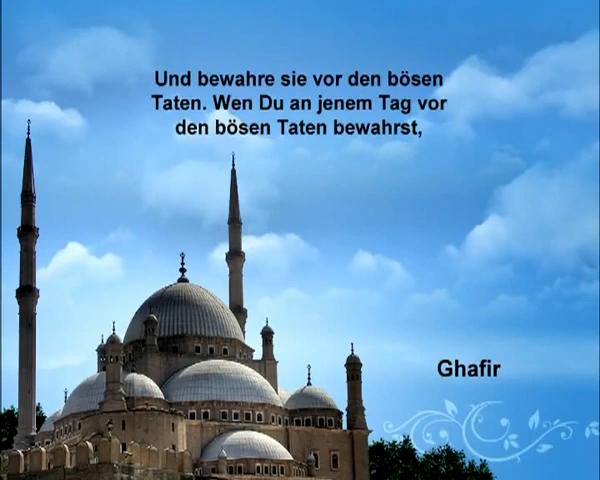 Und bewahre sie vor den bösen
Taten. Wen Du an jenem Tag vor
den bösen Taten bewahrst,
Ghafir